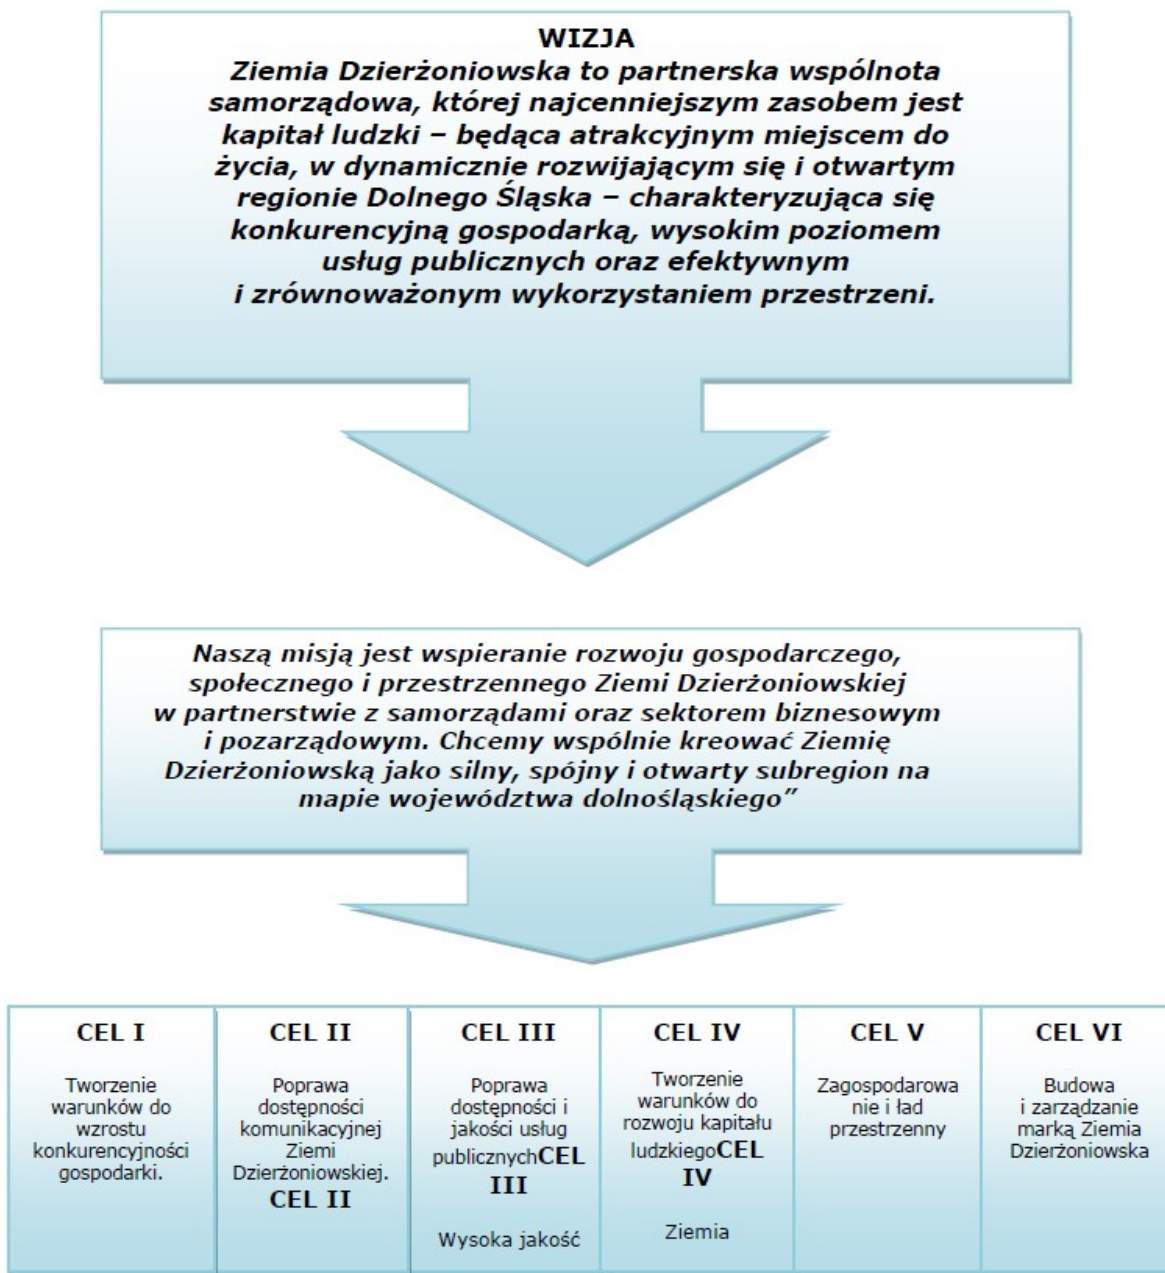 WIZJA
Ziemia Dzierżoniowska to partnerska wspólnota
samorządowa, której najcenniejszym zasobem jest
kapitał ludzki – będąca atrakcyjnym miejscem do
życia, w dynamicznie rozwijającym się i otwartym
regionie Dolnego Śląska – charakteryzująca się
konkurencyjną gospodarką, wysokim poziomem
usług publicznych oraz efektywnym
i zrównoważonym wykorzystaniem przestrzeni.
Naszą misją jest wspieranie rozwoju gospodarczego,
społecznego i przestrzennego Ziemi Dzierżoniowskiej
w partnerstwie z samorządami oraz sektorem biznesowym
i pozarządowym. Chcemy wspólnie kreować Ziemię
Dzierżoniowską jako silny, spójny i otwarty subregion na
mapie województwa dolnośląskiego”
CEL I
Tworzenie
warunków do
wzrostu
konkurencyjności
gospodarki.
CEL II
Poprawa
dostępności
komunikacyjnej
Ziemi
Dzierżoniowskiej.
CEL II
CEL III
Poprawa
dostępności i
jakości usług
publicznychCEL
III
Wysoka jakość
CEL IV
Tworzenie
warunków do
rozwoju kapitału
ludzkiegoCEL
IV
Ziemia
CEL V
Zagospodarowa
nie i ład
przestrzenny
CEL VI
Budowa
i zarządzanie
marką Ziemia
Dzierżoniowska